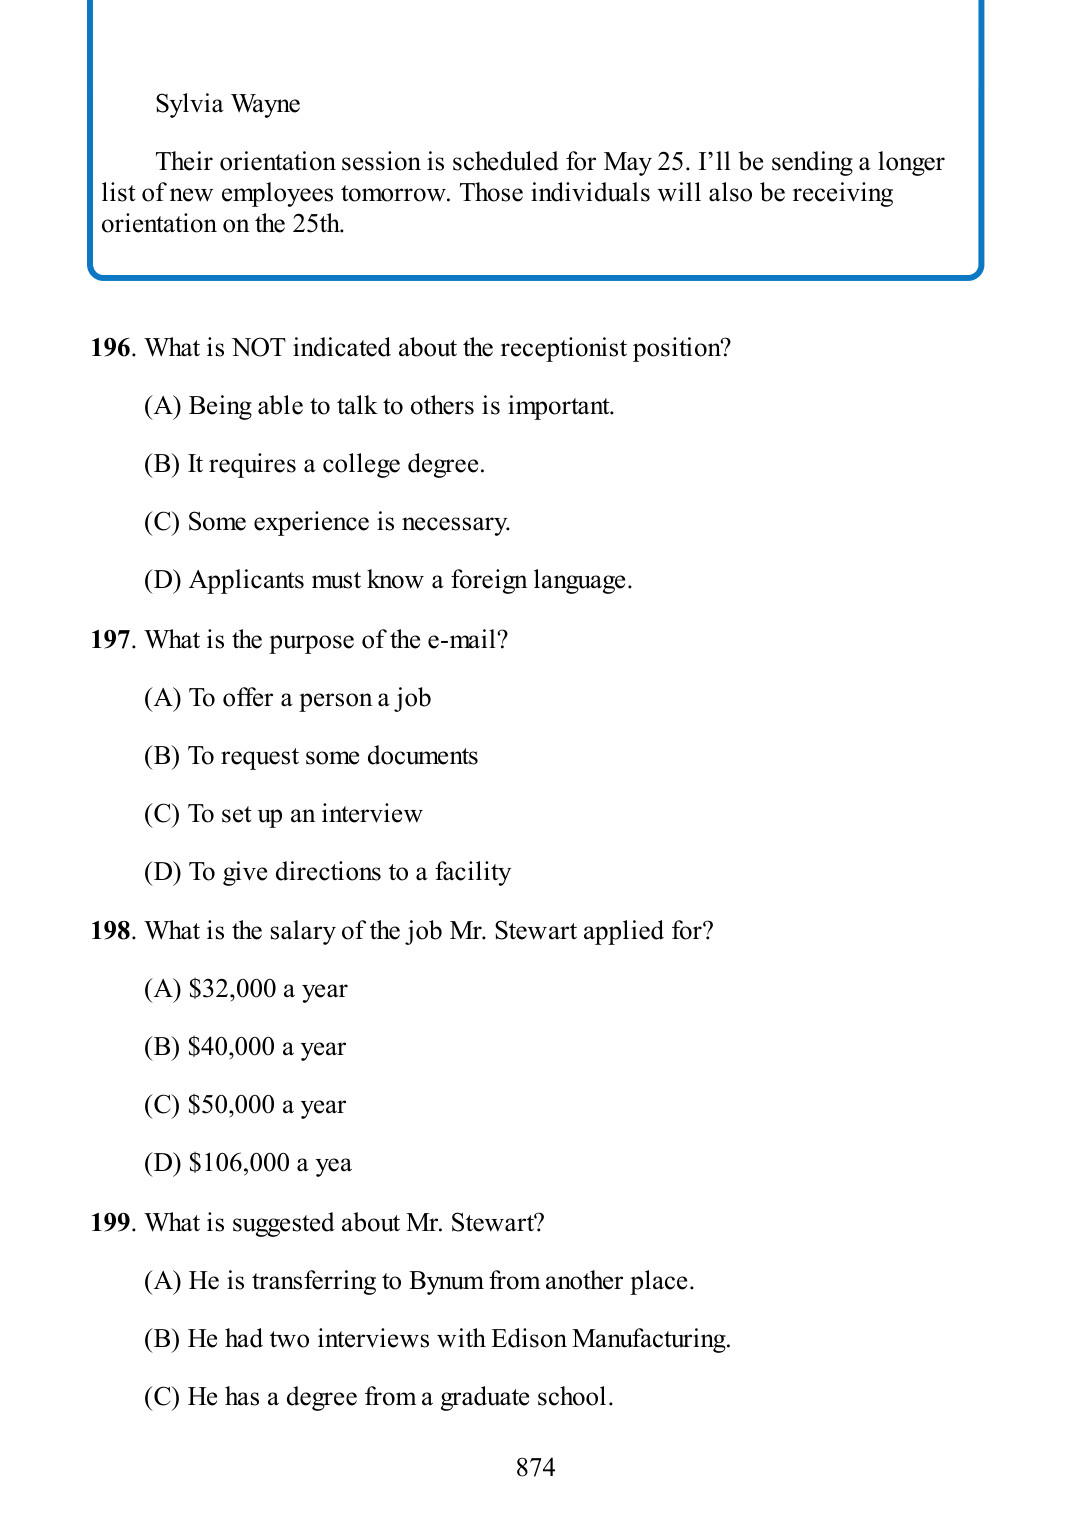 Sylvia Wayne
Their orientation session is scheduled for May 25. I’ll be sending a longer
list of new employees tomorrow. Those individuals will also be receiving
orientation on the 25th.
196. What is NOT indicated about the receptionist position?
(A) Being able to talk to others is important.
(B) It requires a college degree.
(C) Some experience is necessary.
(D) Applicants must know a foreign language.
197. What is the purpose of the e-mail?
(A) To offer a person a job
(B) To request some documents
(C) To set up an interview
(D) To give directions to a facility
198. What is the salary of the job Mr. Stewart applied for?
(A) $32,000 a year
(B) $40,000 a year
(C) $50,000 a year
(D) $106,000 a yea
199. What is suggested about Mr. Stewart?
(A) He is transferring to Bynum from another place.
(B) He had two interviews with Edison Manufacturing.
(C) He has a degree from a graduate school.
874